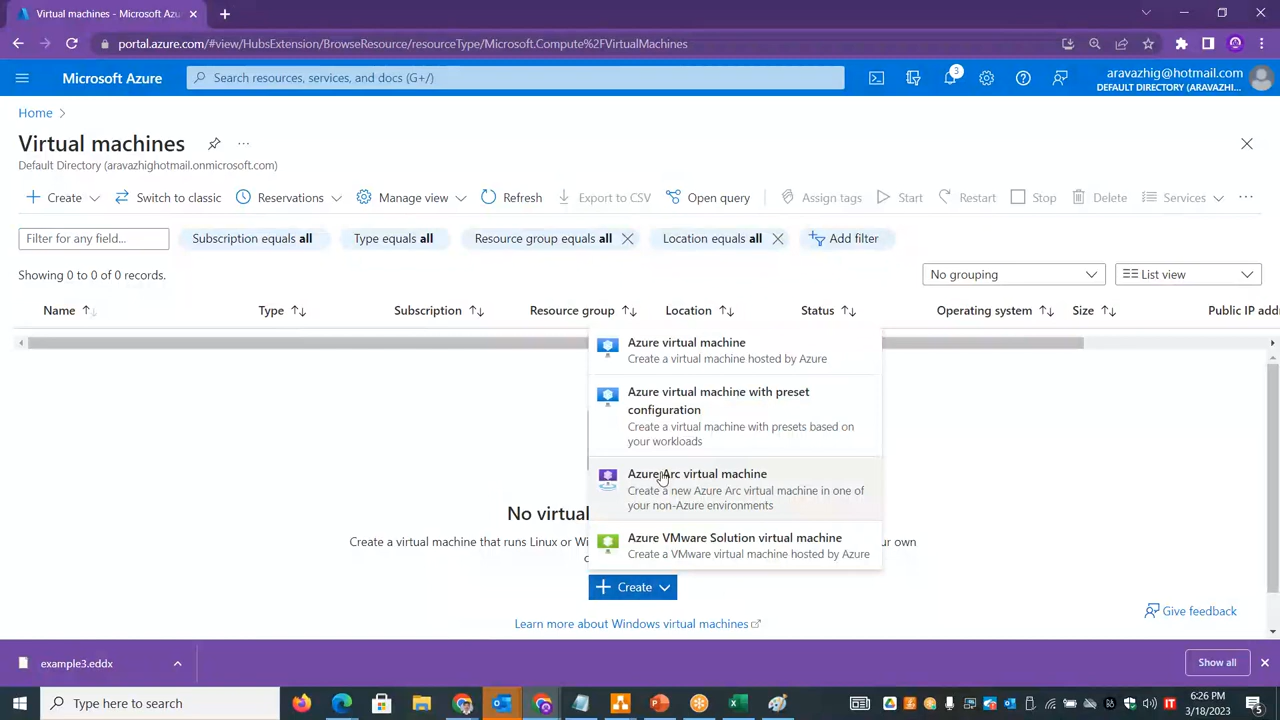 Virtual machines - Microsoft Azu
portal.azure.com/#view/HubsExtension/BrowseResource/resourceType/Microsoft.Compute%2FVirtualMachines
Microsoft Azure
Search resources, services, and docs (G+/)
3
aravazhig@hotmail.com
DEFAULT DIRECTORY (ARAVAZHI...
Home >
Virtual machines
...
Default Directory (aravazhighotmail.onmicrosoft.com)
Create
Switch to classic
Reservations
Manage view
Refresh
Export to CSV
Open query
Assign tags
Start
Restart
Stop
Delete
Services
...
Filter for any field...
Subscription equals all
Type equals all
Resource group equals all
Location equals all
Add filter
Showing 0 to 0 of 0 records.
No grouping
List view
Name
Type
Subscription
Resource group
Location
Status
Operating system
Size
Public IP addr
Azure virtual machine
Create a virtual machine hosted by Azure
Azure virtual machine with preset
configuration
Create a virtual machine with presets based on
your workloads
Azure Arc virtual machine
Create a new Azure Arc virtual machine in one of
your non-Azure environments
No virtual
Create a virtual machine that runs Linux or Wi
own
Azure VMware Solution virtual machine
Create a VMware virtual machine hosted by Azure
Create
Learn more about Windows virtual machines
Give feedback
example3.eddx
Show all
Type here to search
IT
6:26 PM
3/18/2023
5